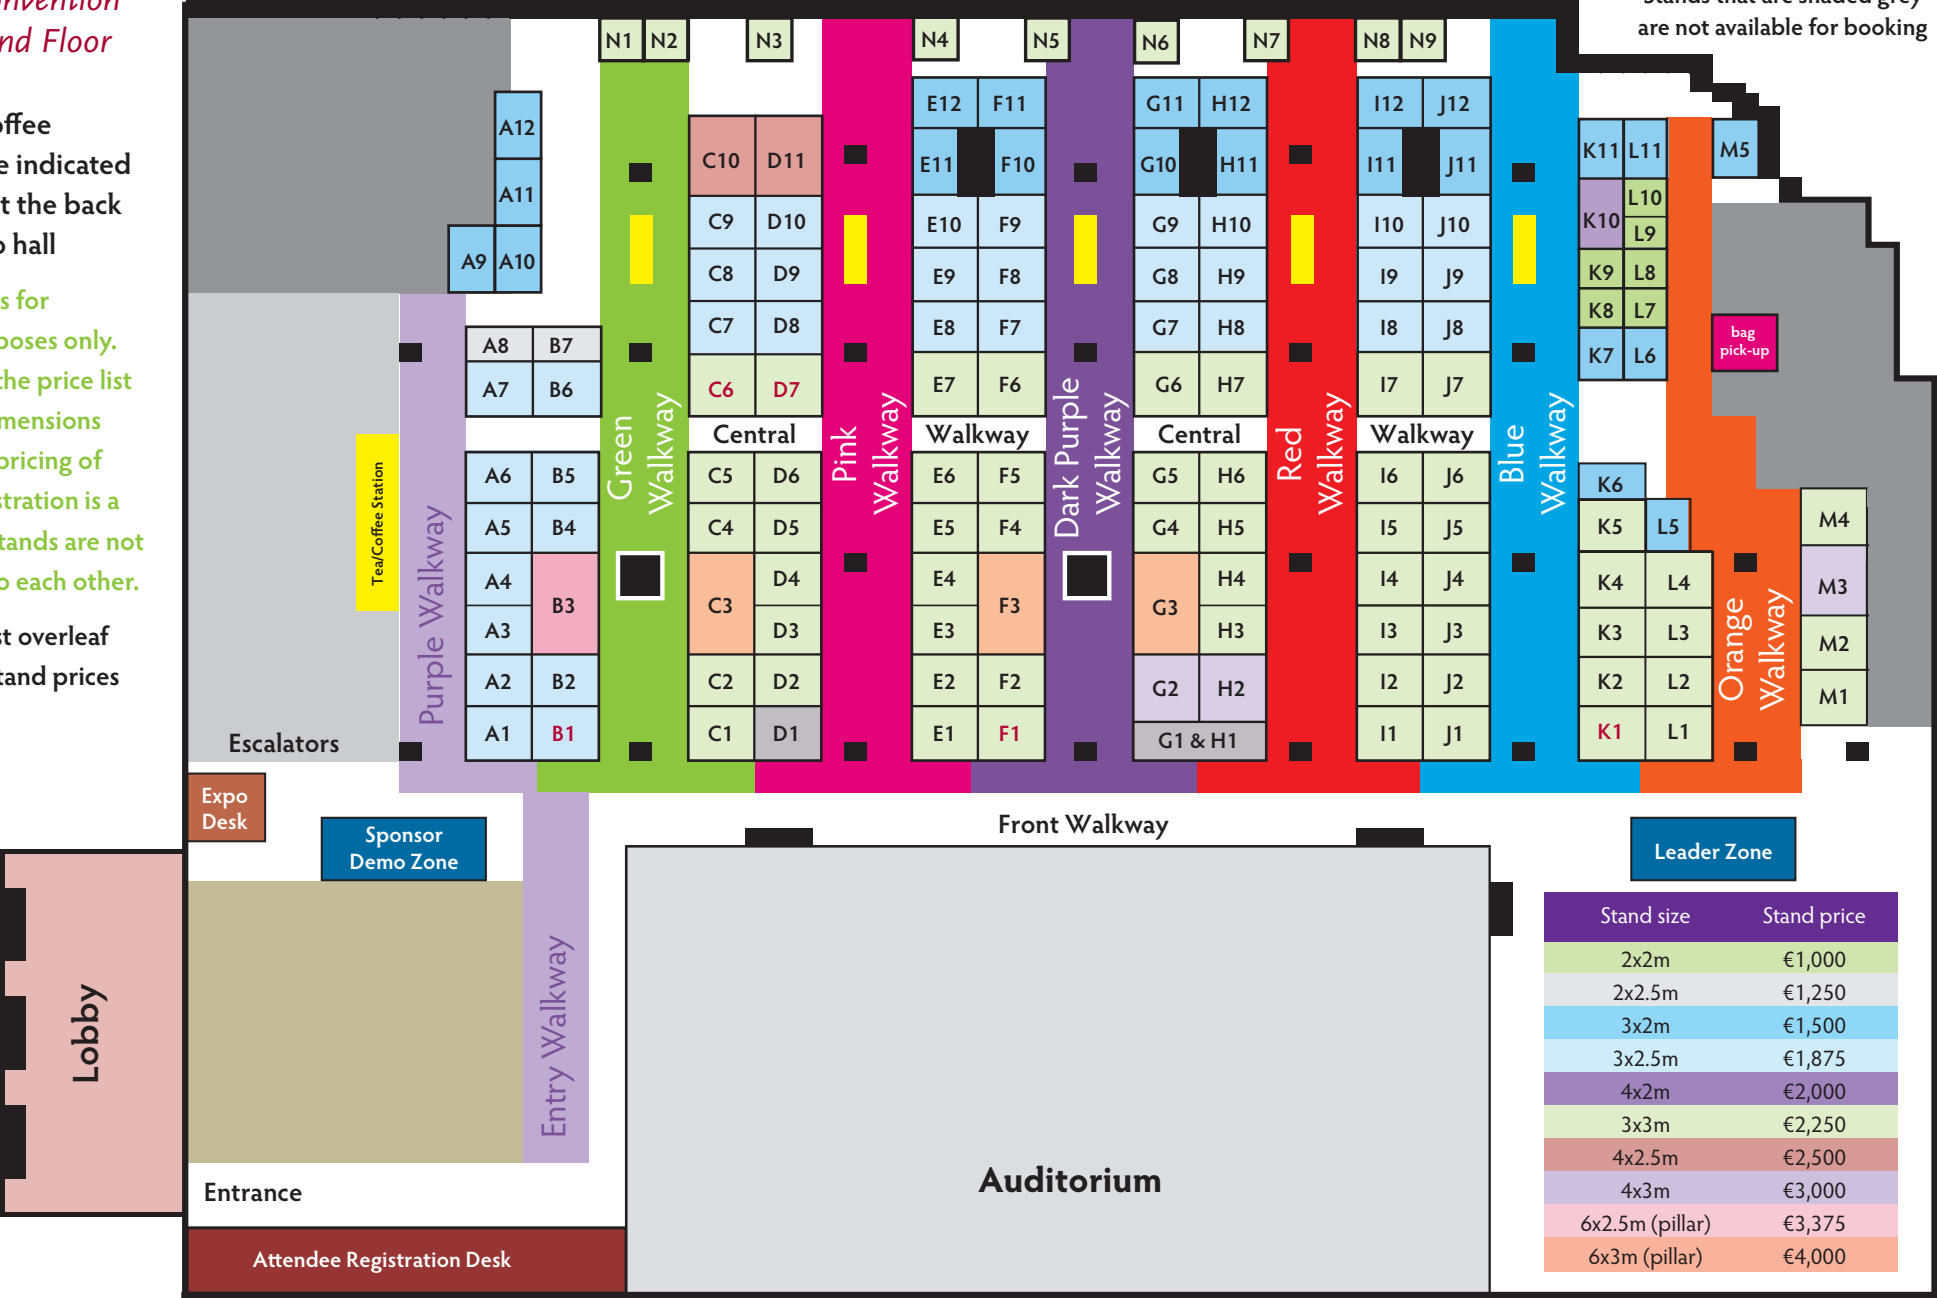 nvention
nd Floor
offee
e indicated
t the back
o hall
s for
poses only.
the price list
mensions
pricing of
stration is a
tands are not
o each other.
st overleaf
tand prices
Stands that are shaded grey
are not available for booking
N1 N2 N3 N4 N5 N6 N7 N8 N9
A12
A11
A9 A10
A8 B7
A7 B6
A6 B5
A5 B4
A4 B3
A3
A2 B2
A1 B1
C10 D11
C9 D10
C8 D9
C7 D8
C6 D7
C5 D6
C4 D5
C3 D4
D3
C2 D2
C1 D1
E12 F11
E11 F10
E10 F9
E9 F8
E8 F7
E7 F6
E6 F5
E5 F4
E4 F3
E3
E2 F2
E1 F1
G11 H12
G10 H11
G9 H10
G8 H9
G7 H8
G6 H7
G5 H6
G4 H5
G3 H4
H3
G2 H2
G1 & H1
I12 J12
I11 J11
I10 J10
I9 J9
I8 J8
I7 J7
I6 J6
I5 J5
I4 J4
I3 J3
I2 J2
I1 J1
K11 L11
K10 L10
L9
K9 L8
K8 L7
K7 L6
K6
K5 L5
K4 L4
K3 L3
K2 L2
K1 L1
M5
M4
M3
M2
M1
bag
pick-up
Central Walkway Central Walkway
Purple Walkway
Green
Walkway
Pink
Walkway
Dark Purple
Walkway
Red
Walkway
Blue
Walkway
Orange
Walkway
Tea/Coffee Station
Escalators
Expo
Desk
Sponsor
Demo Zone
Front Walkway
Leader Zone
Lobby
Entry Walkway
Entrance
Attendee Registration Desk
Auditorium
Stand size Stand price
2x2m €1,000
2x2.5m €1,250
3x2m €1,500
3x2.5m €1,875
4x2m €2,000
3x3m €2,250
4x2.5m €2,500
4x3m €3,000
6x2.5m (pillar) €3,375
6x3m (pillar) €4,000